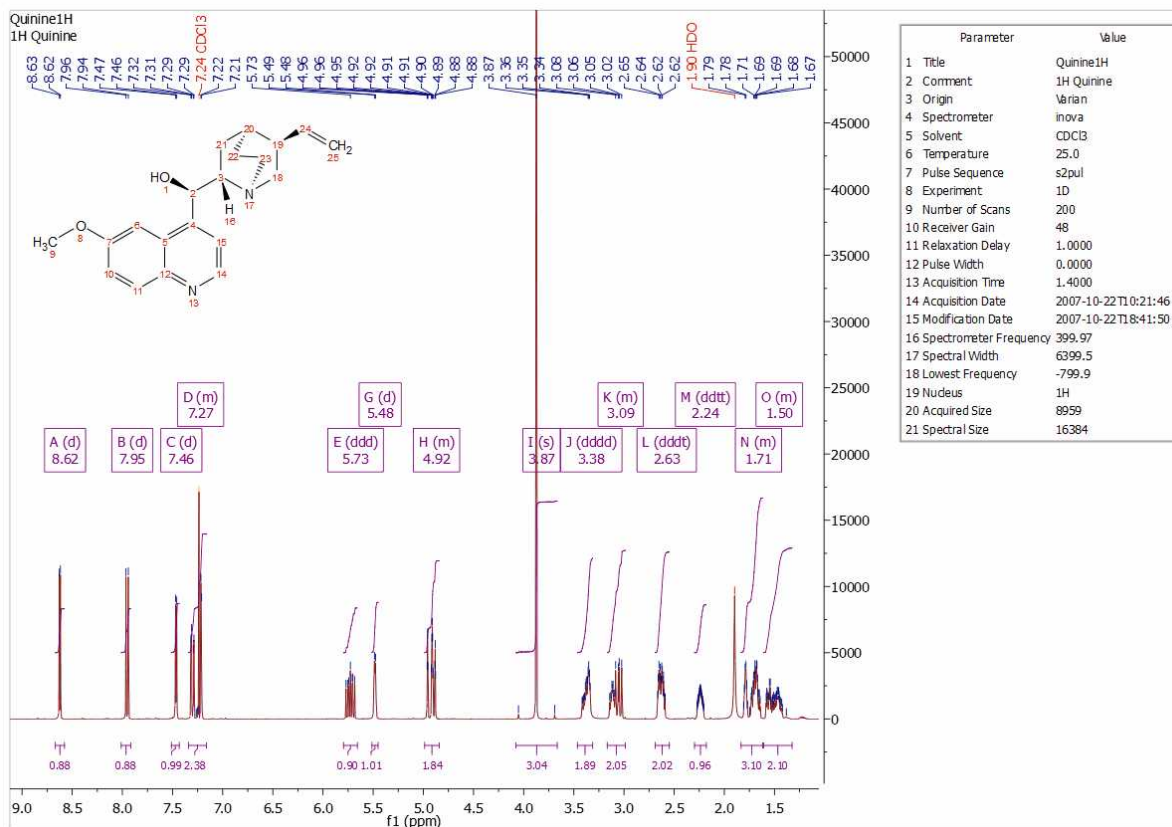 Quinine1H
1H Quinine
8.63 8.62 7.96 7.94 7.47 7.46 7.32 7.31 7.29 7.29 7.24 CDCl3 7.22 7.21 5.73 5.49 5.48 4.96 4.96 4.95 4.92 4.92 4.91 4.91 4.90 4.89 4.88 4.88 3.87 3.36 3.35 3.34 3.08 3.06 3.05 3.02 2.65 2.64 2.62 2.62 1.90 HDO 1.79 1.78 1.71 1.69 1.69 1.68 1.67
20 24
21 19 CH2
22 23 25
HO 3 18
1 2 N
H 17
4 16
O 6 15
8 7 5
H3C
9 10 12 14
11 N
13
D (m)
7.27
G (d)
5.48
K (m)
3.09
M (ddtt)
2.24
O (m)
1.50
A (d)
8.62
B (d)
7.95
C (d)
7.46
E (ddd)
5.73
H (m)
4.92
I (s)
3.87
J (dddd)
3.38
L (dddt)
2.63
N (m)
1.71
50000
45000
40000
35000
30000
25000
20000
15000
10000
5000
0
0.88 0.88 0.99 2.38 0.90 1.01 1.84 3.04 1.89 2.05 2.02 0.96 3.10 2.10
9.0 8.5 8.0 7.5 7.0 6.5 6.0 5.5 5.0 4.5 4.0 3.5 3.0 2.5 2.0 1.5
f1 (ppm)
Parameter Value
1 Title Quinine1H
2 Comment 1H Quinine
3 Origin Varian
4 Spectrometer inova
5 Solvent CDCl3
6 Temperature 25.0
7 Pulse Sequence s2pul
8 Experiment 1D
9 Number of Scans 200
10 Receiver Gain 48
11 Relaxation Delay 1.0000
12 Pulse Width 0.0000
13 Acquisition Time 1.4000
14 Acquisition Date 2007-10-22T10:21:46
15 Modification Date 2007-10-22T18:41:50
16 Spectrometer Frequency 399.97
17 Spectral Width 6399.5
18 Lowest Frequency -799.9
19 Nucleus 1H
20 Acquired Size 8959
21 Spectral Size 16384